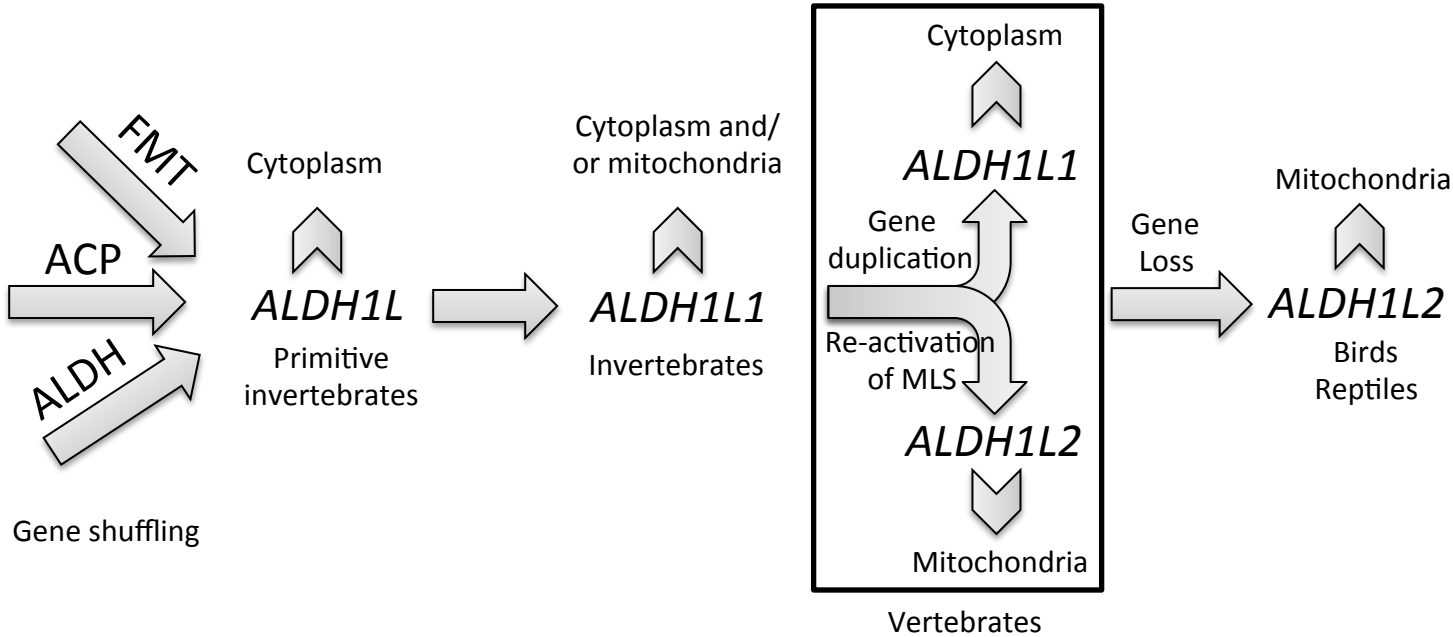 FMT
ACP
ALDH
Gene shuffling
Cytoplasm
ALDH1L
Primitive
invertebrates
Cytoplasm and/
or mitochondria
ALDH1L1
Invertebrates
Cytoplasm
ALDH1L1
Gene
duplication
Re-activation
of MLS
ALDH1L2
Mitochondria
Vertebrates
Gene
Loss
Mitochondria
ALDH1L2
Birds
Reptiles